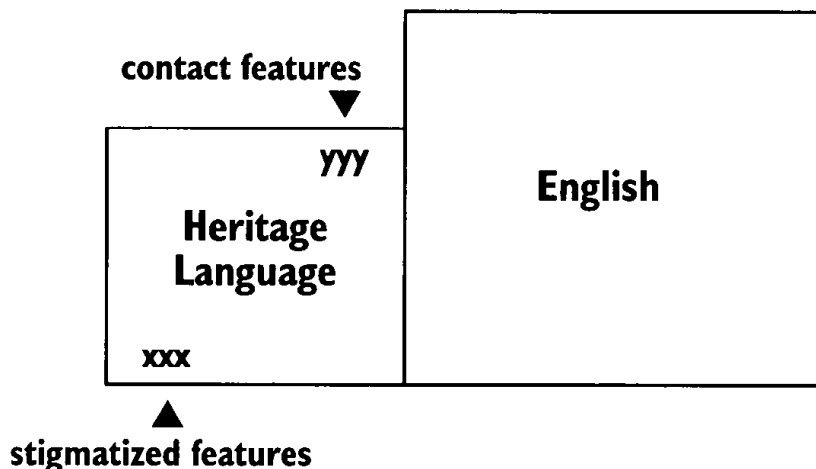 contact features
yyy
English
Heritage
Language
xxx
stigmatized features